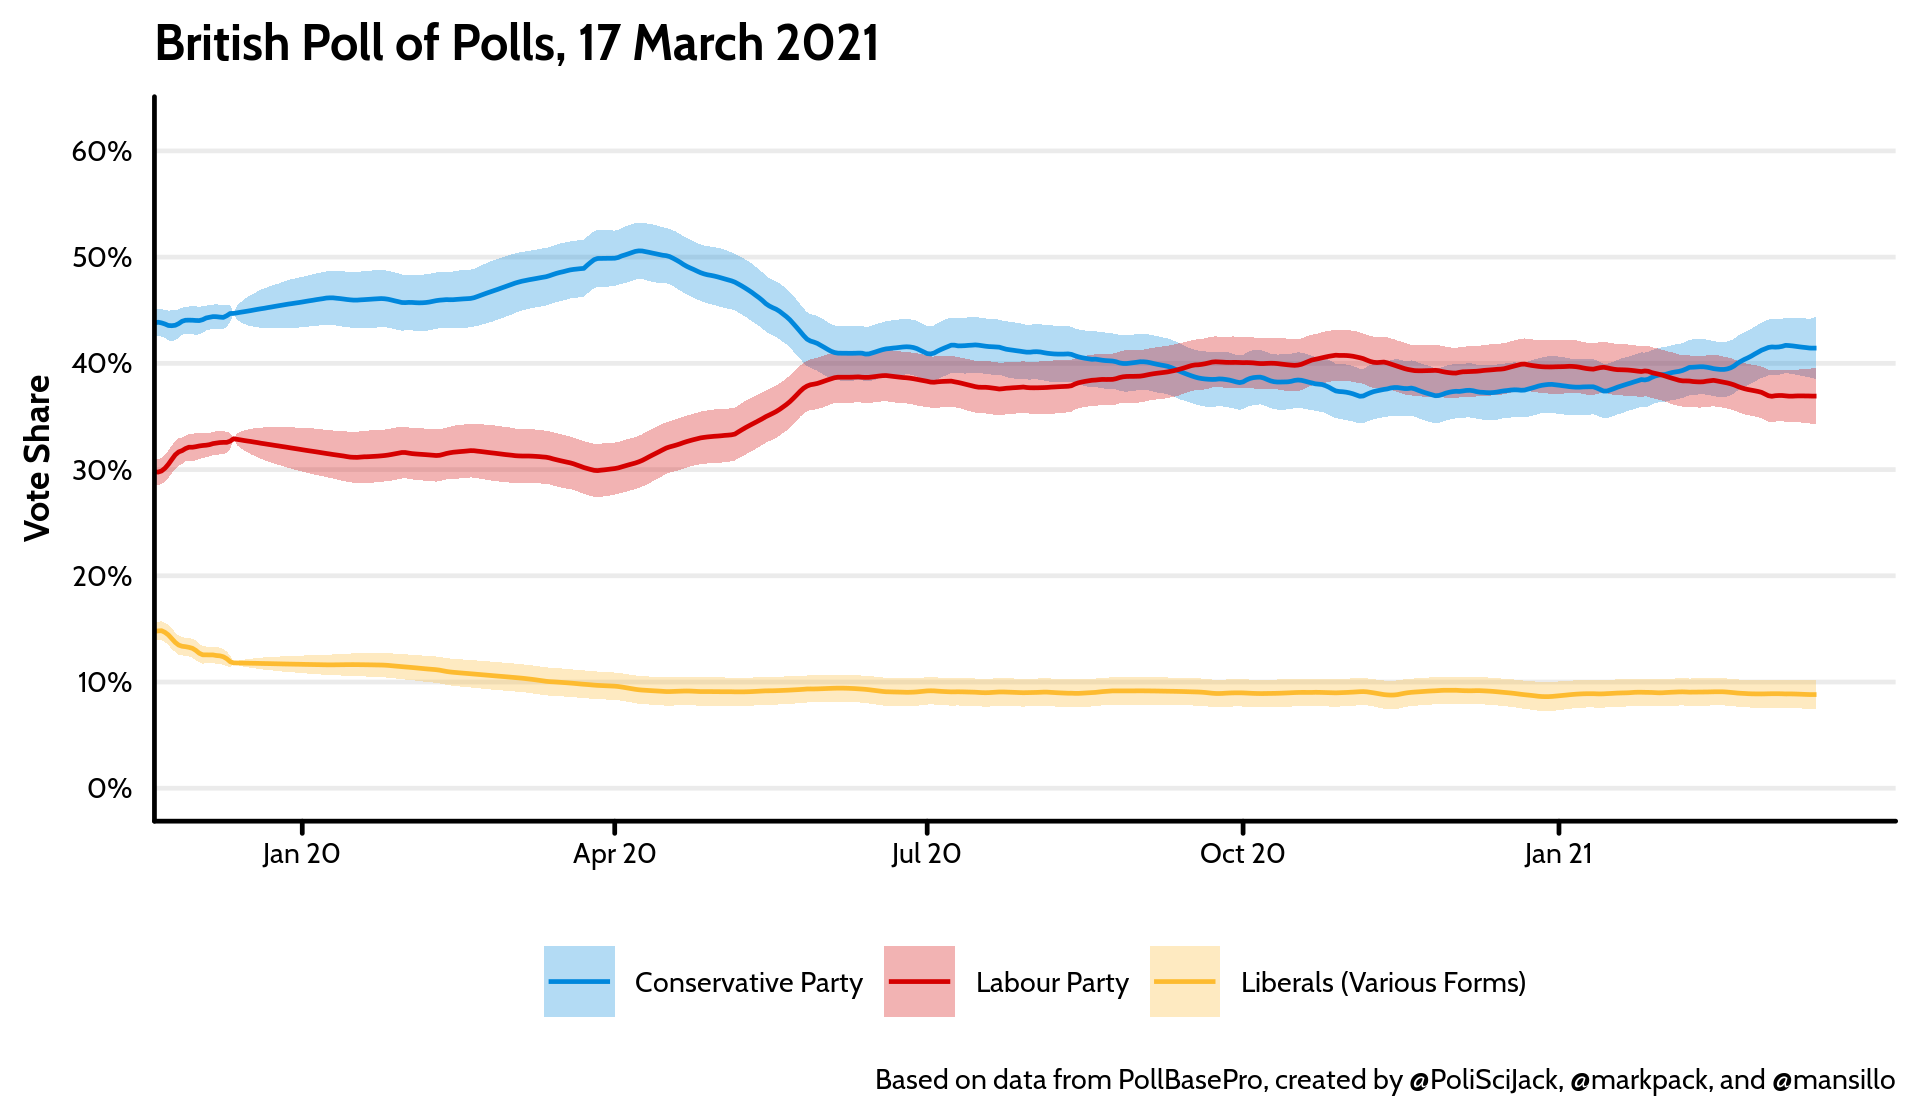 British Poll of Polls, 17 March 2021
Vote Share
60%
50%
40%
30%
20%
10%
0%
Jan 20 Apr 20 Jul 20 Oct 20 Jan 21
Conservative Party Labour Party Liberals (Various Forms)
Based on data from PollBasePro, created by @PoliSciJack, @markpack, and @mansillo